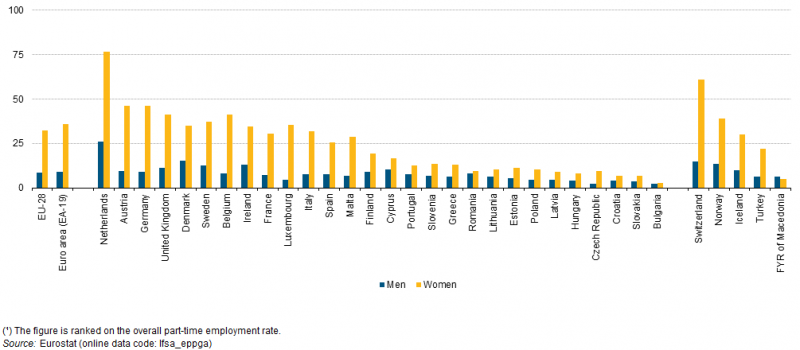 100
75
50
25
0
EU-28
Euro area (EA-19)
Netherlands
Austria
Germany
United Kingdom
Denmark
Sweden
Belgium
Ireland
France
Luxembourg
Italy
Spain
Malta
Finland
Cyprus
Portugal
Slovenia
Greece
Romania
Lithuania
Estonia
Poland
Latvia
Hungary
Czech Republic
Croatia
Slovakia
Bulgaria
Switzerland
Norway
Iceland
Turkey
FYR of Macedonia
Men Women
(¹) The figure is ranked on the overall part-time employment rate.
Source: Eurostat (online data code: lfsa_eppga)